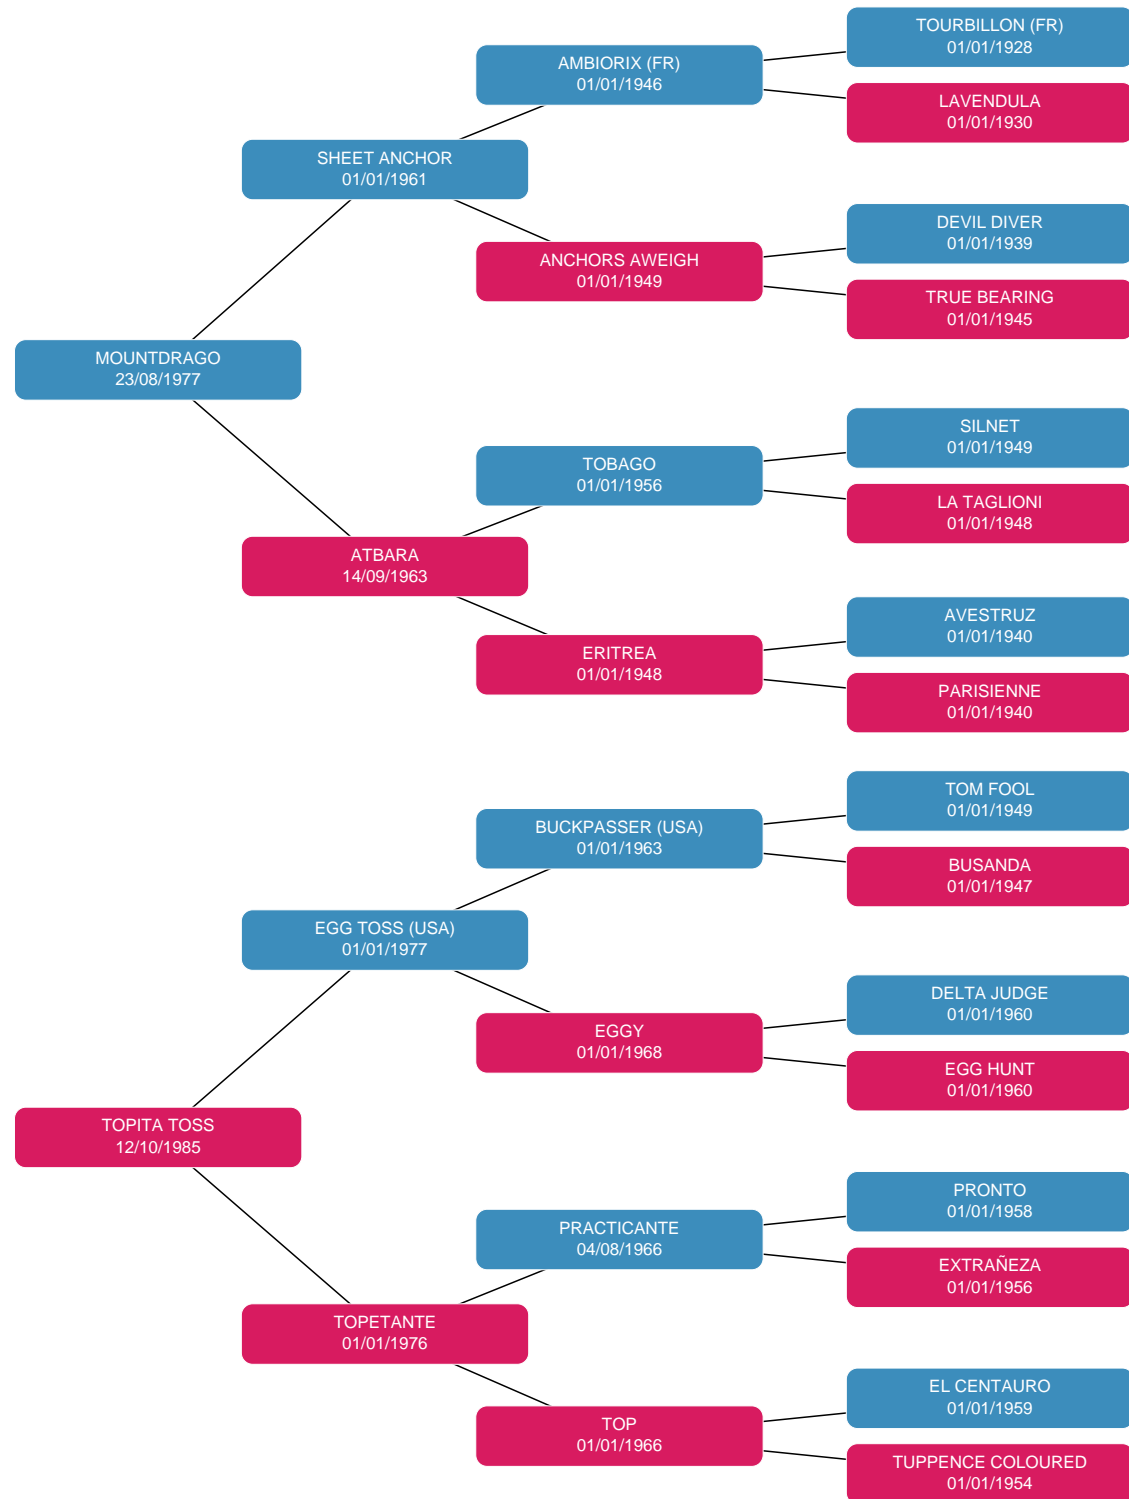 TOURBILLON (FR)
01/01/1928
AMBIORIX (FR)
01/01/1946
LAVENDULA
01/01/1930
SHEET ANCHOR
01/01/1961
DEVIL DIVER
01/01/1939
ANCHORS AWEIGH
01/01/1949
TRUE BEARING
01/01/1945
MOUNTDRAGO
23/08/1977
SILNET
01/01/1949
TOBAGO
01/01/1956
LA TAGLIONI
01/01/1948
ATBARA
14/09/1963
AVESTRUZ
01/01/1940
ERITREA
01/01/1948
PARISIENNE
01/01/1940
TOM FOOL
01/01/1949
BUCKPASSER (USA)
01/01/1963
BUSANDA
01/01/1947
EGG TOSS (USA)
01/01/1977
DELTA JUDGE
01/01/1960
EGGY
01/01/1968
EGG HUNT
01/01/1960
TOPITA TOSS
12/10/1985
PRONTO
01/01/1958
PRACTICANTE
04/08/1966
EXTRAÑEZA
01/01/1956
TOPETANTE
01/01/1976
EL CENTAURO
01/01/1959
TOP
01/01/1966
TUPPENCE COLOURED
01/01/1954